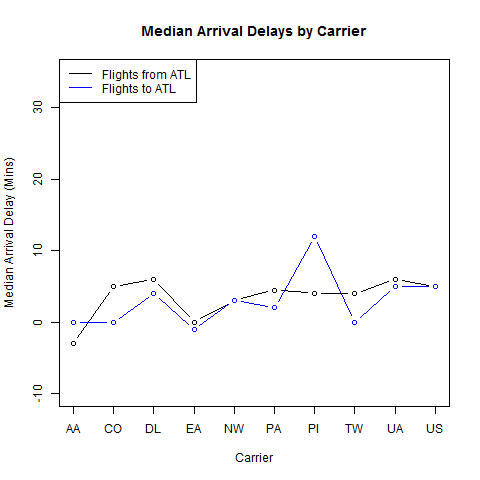 Median Arrival Delays by Carrier
Flights from ATL
Flights to ATL
Median Arrival Delay (Mins)
30
20
10
0
-10
AA CO DL EA NW PA PI TW UA US
Carrier